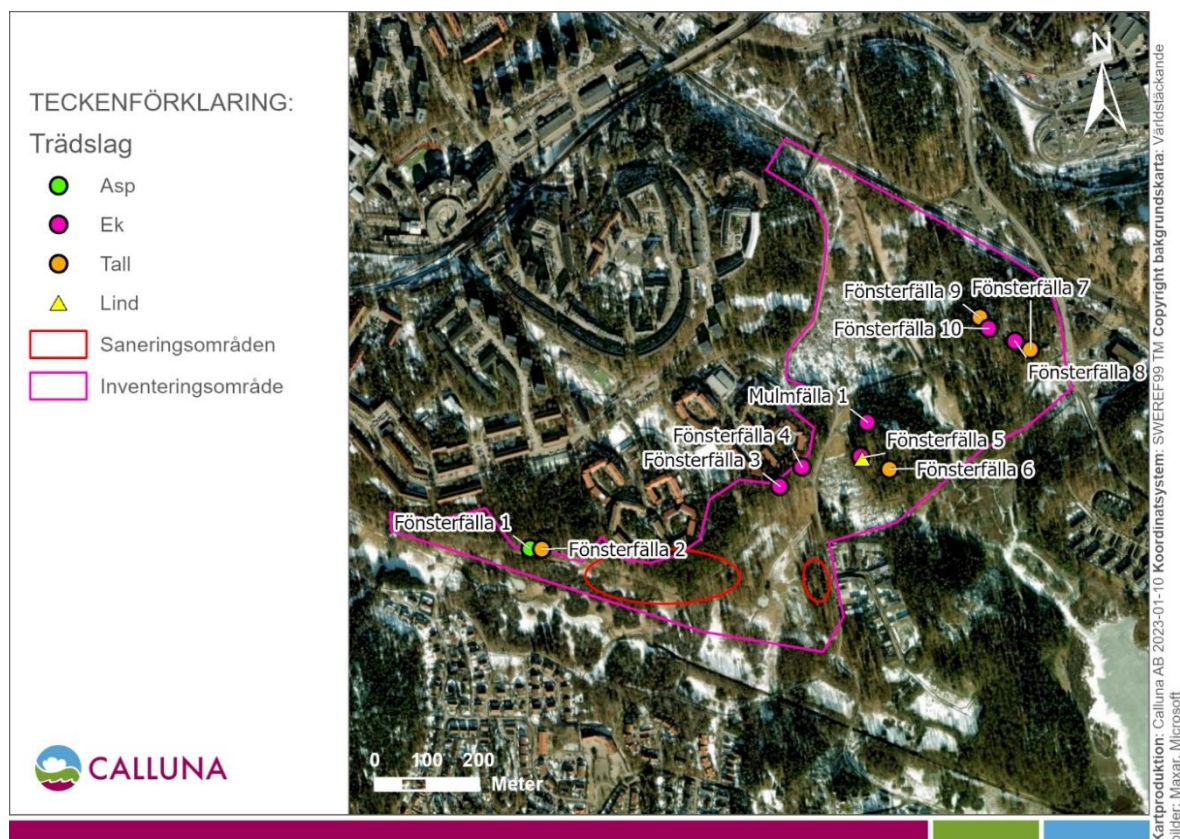 TECKENFÖRKLARING:
Trädslag
Asp
Ek
Tall
Lind
Saneringsområden
Inventeringsområde
CALLUNA
N
Fönsterfälla 9
Fönsterfälla 7
Fönsterfälla 10
Fönsterfälla 8
Mulmfälla 1
Fönsterfälla 4
Fönsterfälla 5
Fönsterfälla 3
Fönsterfälla 6
Fönsterfälla 1
Fönsterfälla 2
0 100 200
Meter
Kartproduktion: Calluna AB 2023-01-10 Koordinatsystem: SWEREF99 TM Copyright bakgrundskarta: Världstäckande
bilder: Maxar, Microsoft